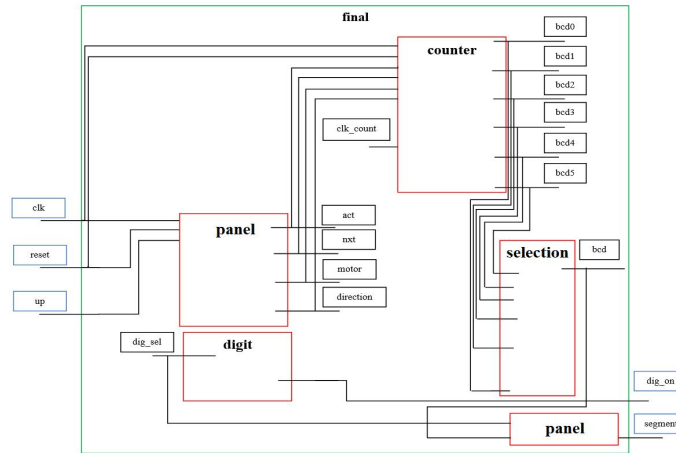 final
bcd0
counter
bcd1
bcd2
bcd3
clk_count
bcd4
bcd5
clk
act
panel
nxt
reset
selection
bcd
motor
up
direction
dig_sel
digit
dig_on
segment
panel